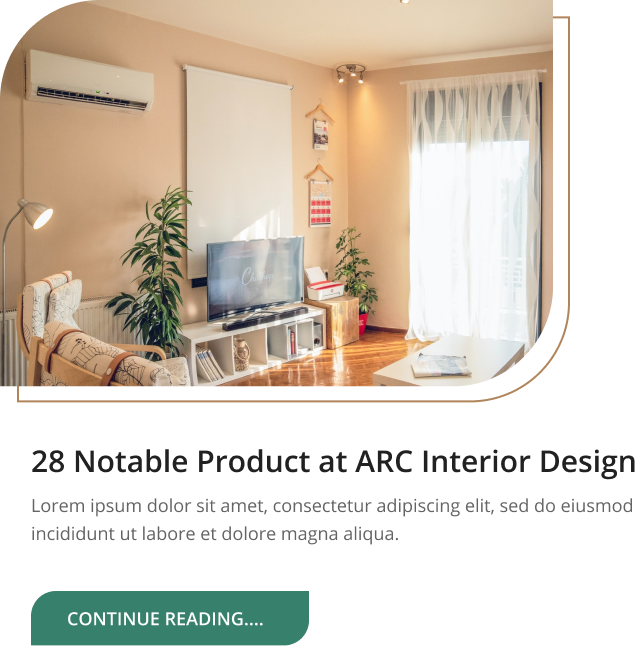 28 Notable Product at ARC Interior Design
Lorem ipsum dolor sit amet, consectetur adipiscing elit, sed do eiusmod
incididunt ut labore et dolore magna aliqua.
CONTINUE READING....